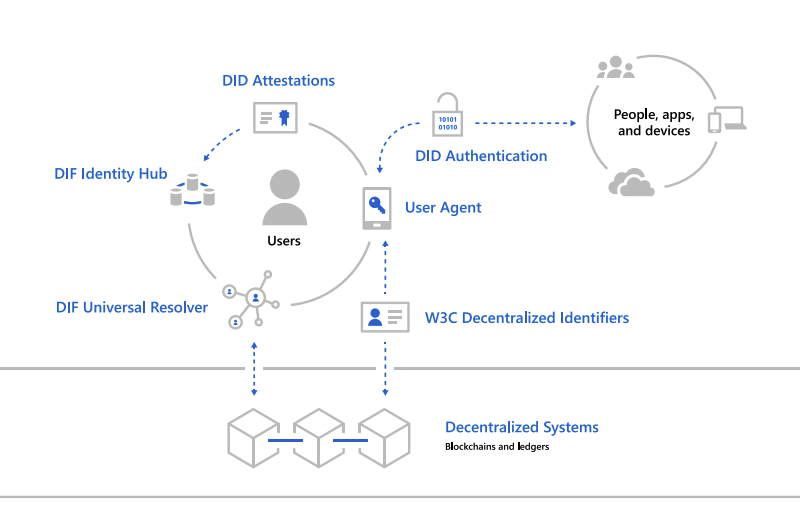 DID Attestations
10101
01010
People, apps,
and devices
DID Authentication
DIF Identity Hub
User Agent
Users
DIF Universal Resolver
W3C Decentralized Identifiers
Decentralized Systems
Blockchains and ledgers